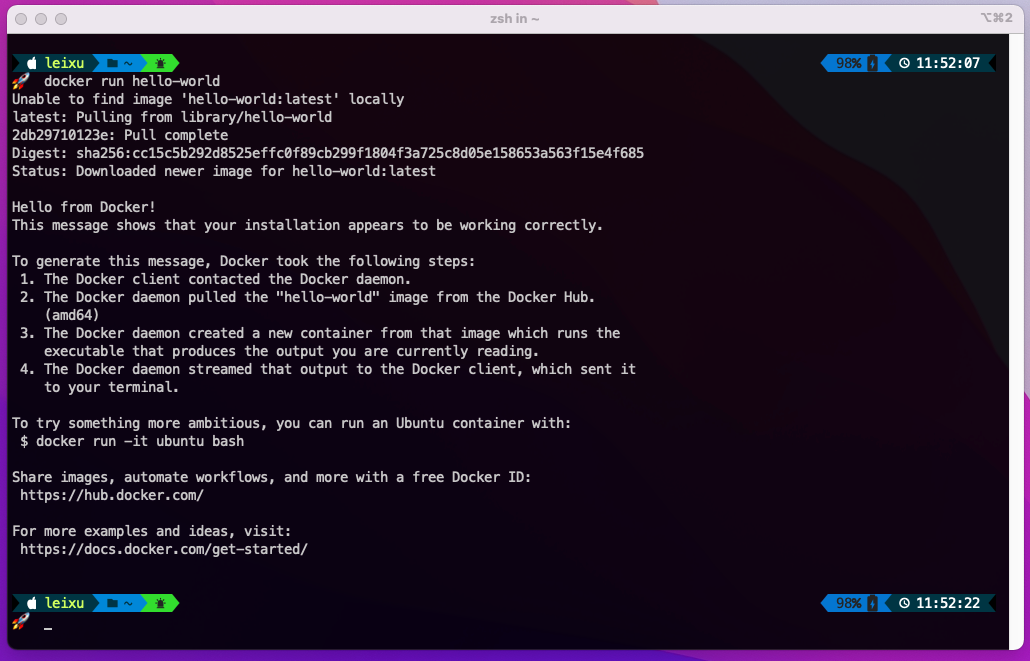 zsh in ~
⌥⌘2
leixu ~ 98% 11:52:07
docker run hello-world
Unable to find image 'hello-world:latest' locally
latest: Pulling from library/hello-world
2db29710123e: Pull complete
Digest: sha256:cc15c5b292d8525effc0f89cb299f1804f3a725c8d05e158653a563f15e4f685
Status: Downloaded newer image for hello-world:latest
Hello from Docker!
This message shows that your installation appears to be working correctly.
To generate this message, Docker took the following steps:
1. The Docker client contacted the Docker daemon.
2. The Docker daemon pulled the "hello-world" image from the Docker Hub.
(amd64)
3. The Docker daemon created a new container from that image which runs the
executable that produces the output you are currently reading.
4. The Docker daemon streamed that output to the Docker client, which sent it
to your terminal.
To try something more ambitious, you can run an Ubuntu container with:
$ docker run -it ubuntu bash
Share images, automate workflows, and more with a free Docker ID:
https://hub.docker.com/
For more examples and ideas, visit:
https://docs.docker.com/get-started/
leixu ~ 98% 11:52:22
_